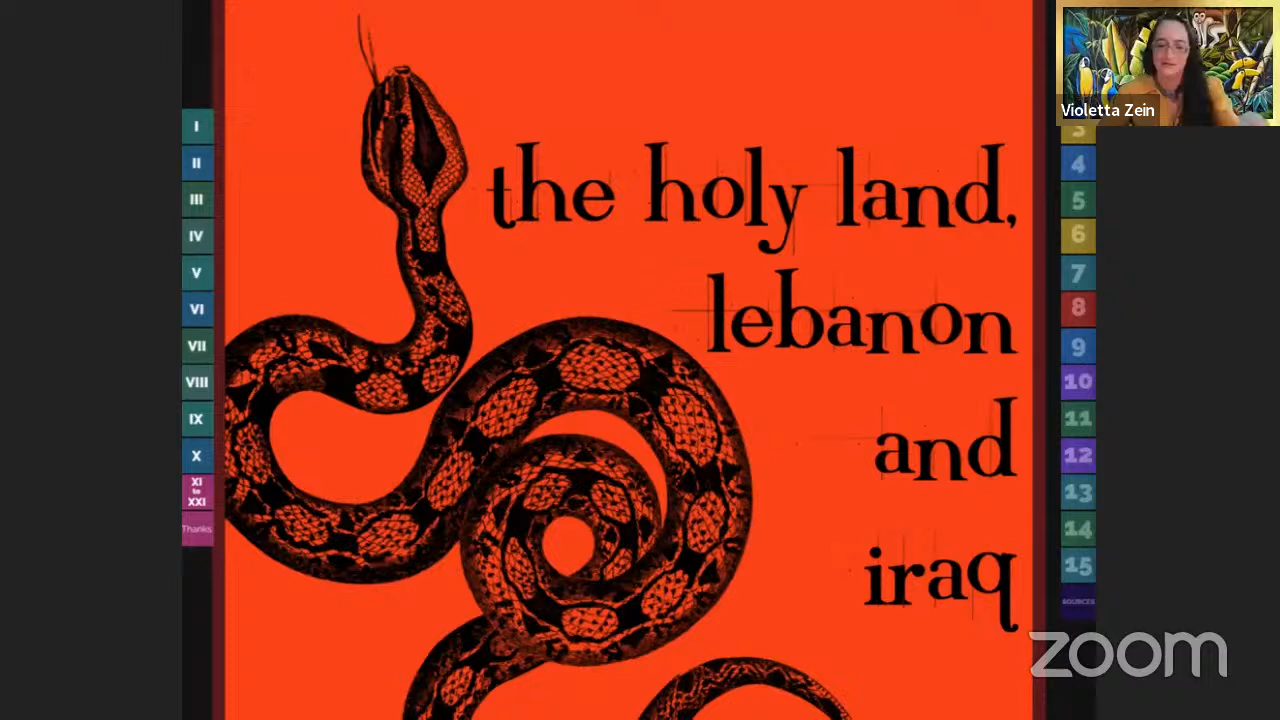 I
II
III
IV
V
VI
VII
VIII
IX
X
XI
to
XXI
Thanks
the holy land,
lebanon
and
iraq
Violetta Zein
3
4
5
6
7
8
9
10
11
12
13
14
15
SOURCES
zoom